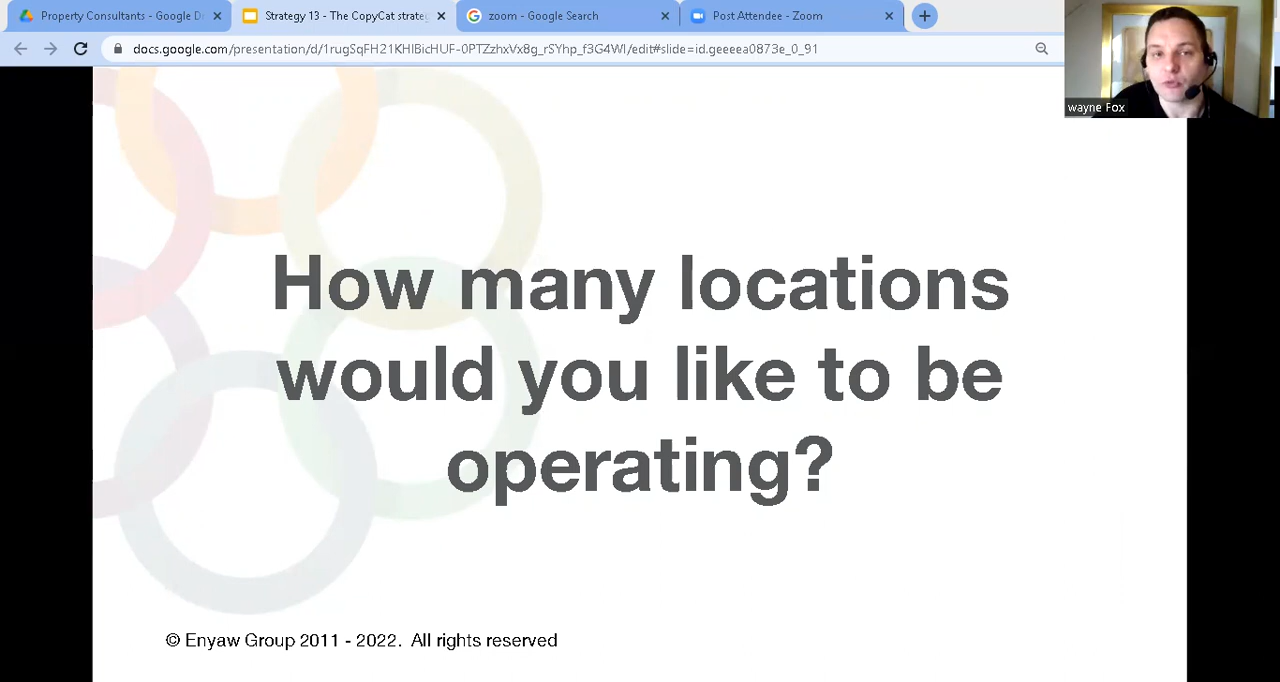 Property Consultants - Google Dr
Strategy 13 - The CopyCat strate
zoom - Google Search
Post Attendee - Zoom
docs.google.com/presentation/d/1rugSqFH21KHIBicHUF-0PTZzhxVx8g_rSYhp_f3G4WI/edit#slide=id.geeeea0873e_0_91
wayne Fox
How many locations
would you like to be
operating?
© Enyaw Group 2011 - 2022. All rights reserved